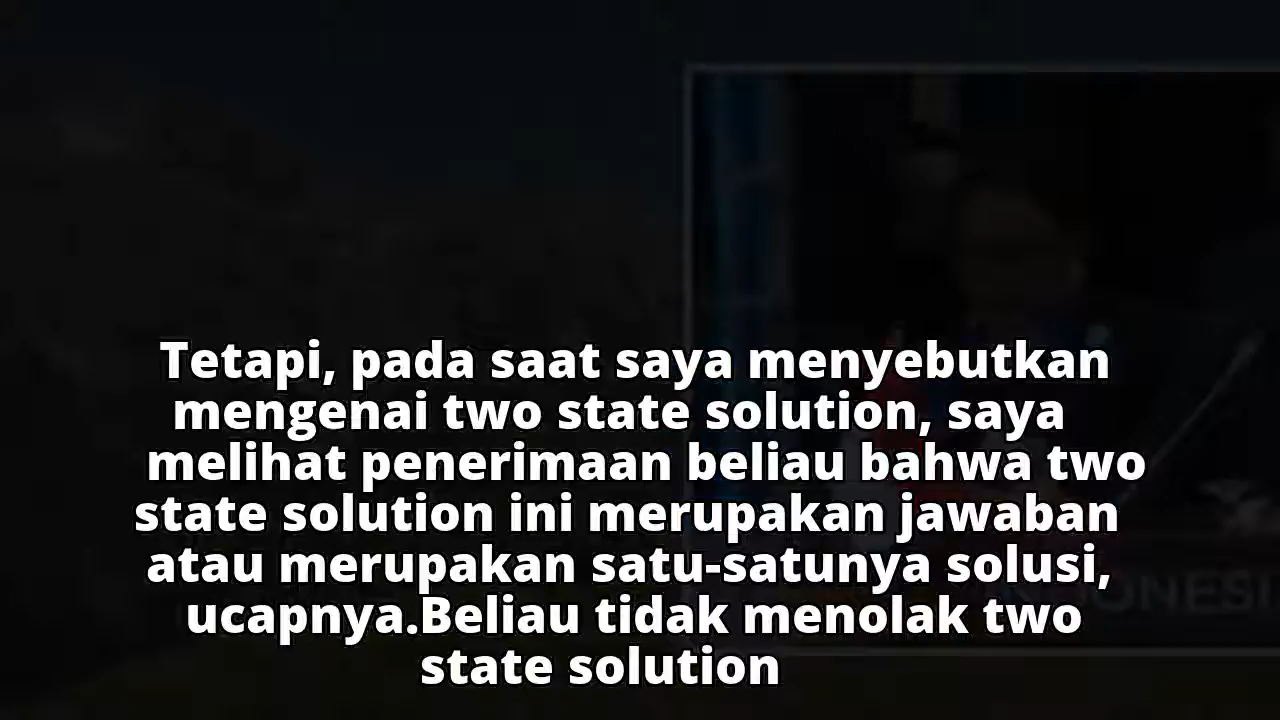 Tetapi, pada saat saya menyebutkan
mengenai two state solution, saya
melihat penerimaan beliau bahwa two
state solution ini merupakan jawaban
atau merupakan satu-satunya solusi,
ucapnya.Beliau tidak menolak two
state solution